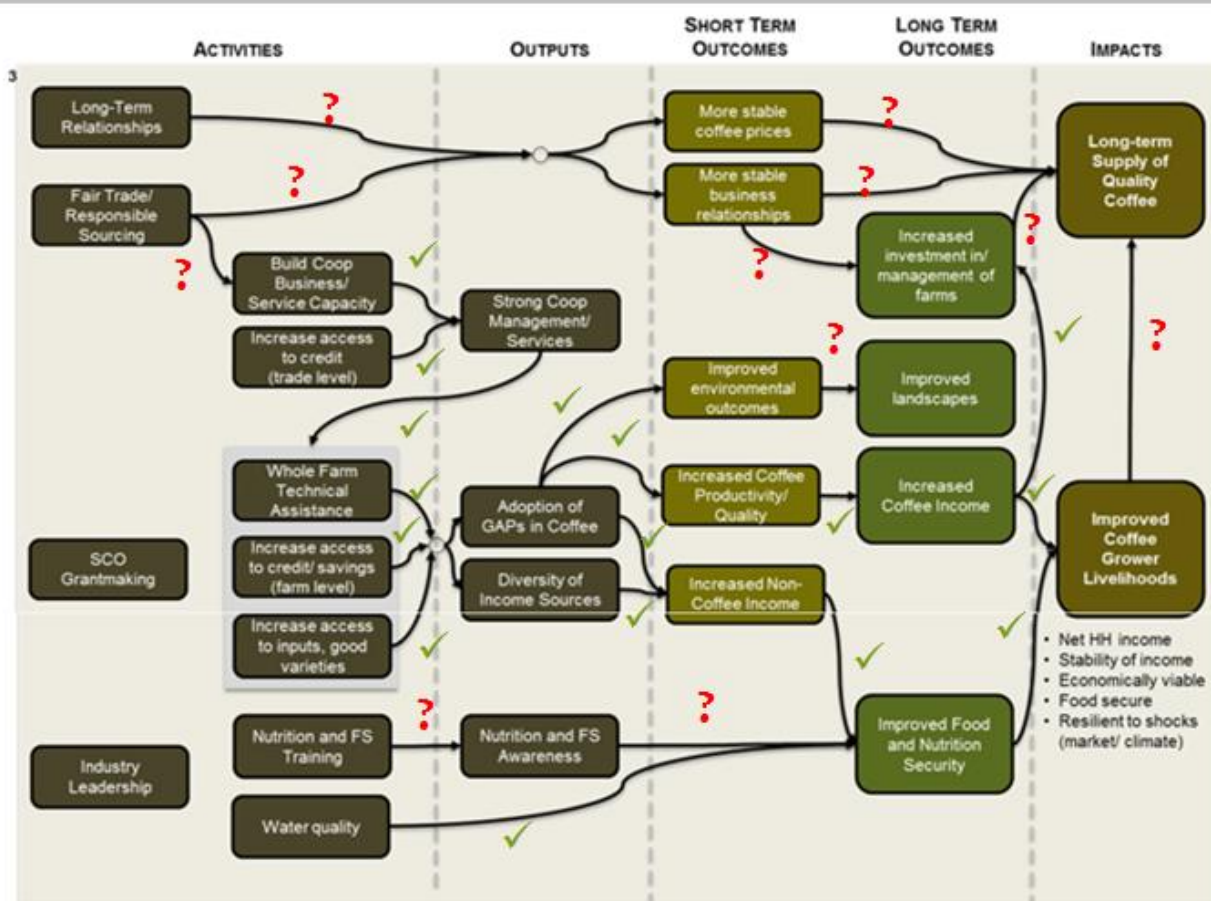 SHORT TERM
OUTCOMES
LONG TERM
OUTCOMES
ACTIVITIES
OUTPUTS
IMPACTS
3
Long-Term
Relationships
?
More stable
coffee prices
?
Long-term
Supply of
Quality
Coffee
Fair Trade/
Responsible
Sourcing
?
More stable
business
relationships
?
Increased
investment in/
management of
farms
?
?
Build Coop
Business/
Service Capacity
?
Strong Coop
Management/
Services
Increase access
to credit
(trade level)
?
?
Improved
environmental
outcomes
Improved
landscapes
Whole Farm
Technical
Assistance
Adoption of
GAPs in Coffee
Increased Coffee
Productivity/
Quality
Increased
Coffee Income
Improved
Coffee
Grower
Livelihoods
SCO
Grantmaking
Increase access
to credit/ savings
(farm level)
Diversity of
Income Sources
Increased Non-
Coffee Income
Increase access
to inputs, good
varieties
• Net HH income
• Stability of income
• Economically viable
• Food secure
• Resilient to shocks
(market/ climate)
?
?
Nutrition and FS
Training
Nutrition and FS
Awareness
Improved Food
and Nutrition
Security
Industry
Leadership
Water quality